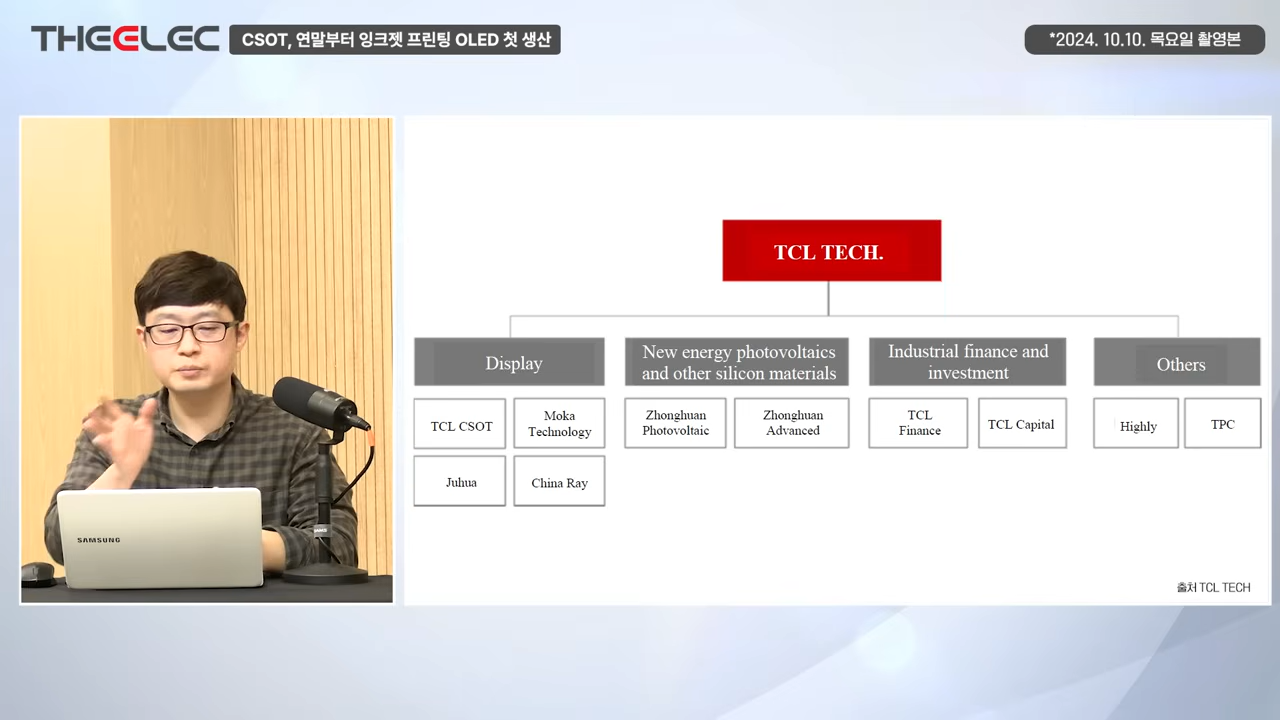 THEELEC
CSOT, 연말부터 잉크젯 프린팅 OLED 첫 생산
*2024. 10.10. 목요일 촬영본
TCL TECH.
Display
New energy photovoltaics
and other silicon materials
Industrial finance and
investment
Others
TCL CSOT
Moka
Technology
Zhonghuan
Photovoltaic
Zhonghuan
Advanced
TCL
Finance
TCL Capital
Highly
TPC
Juhua
China Ray
SAMSUNG
출처 TCL TECH